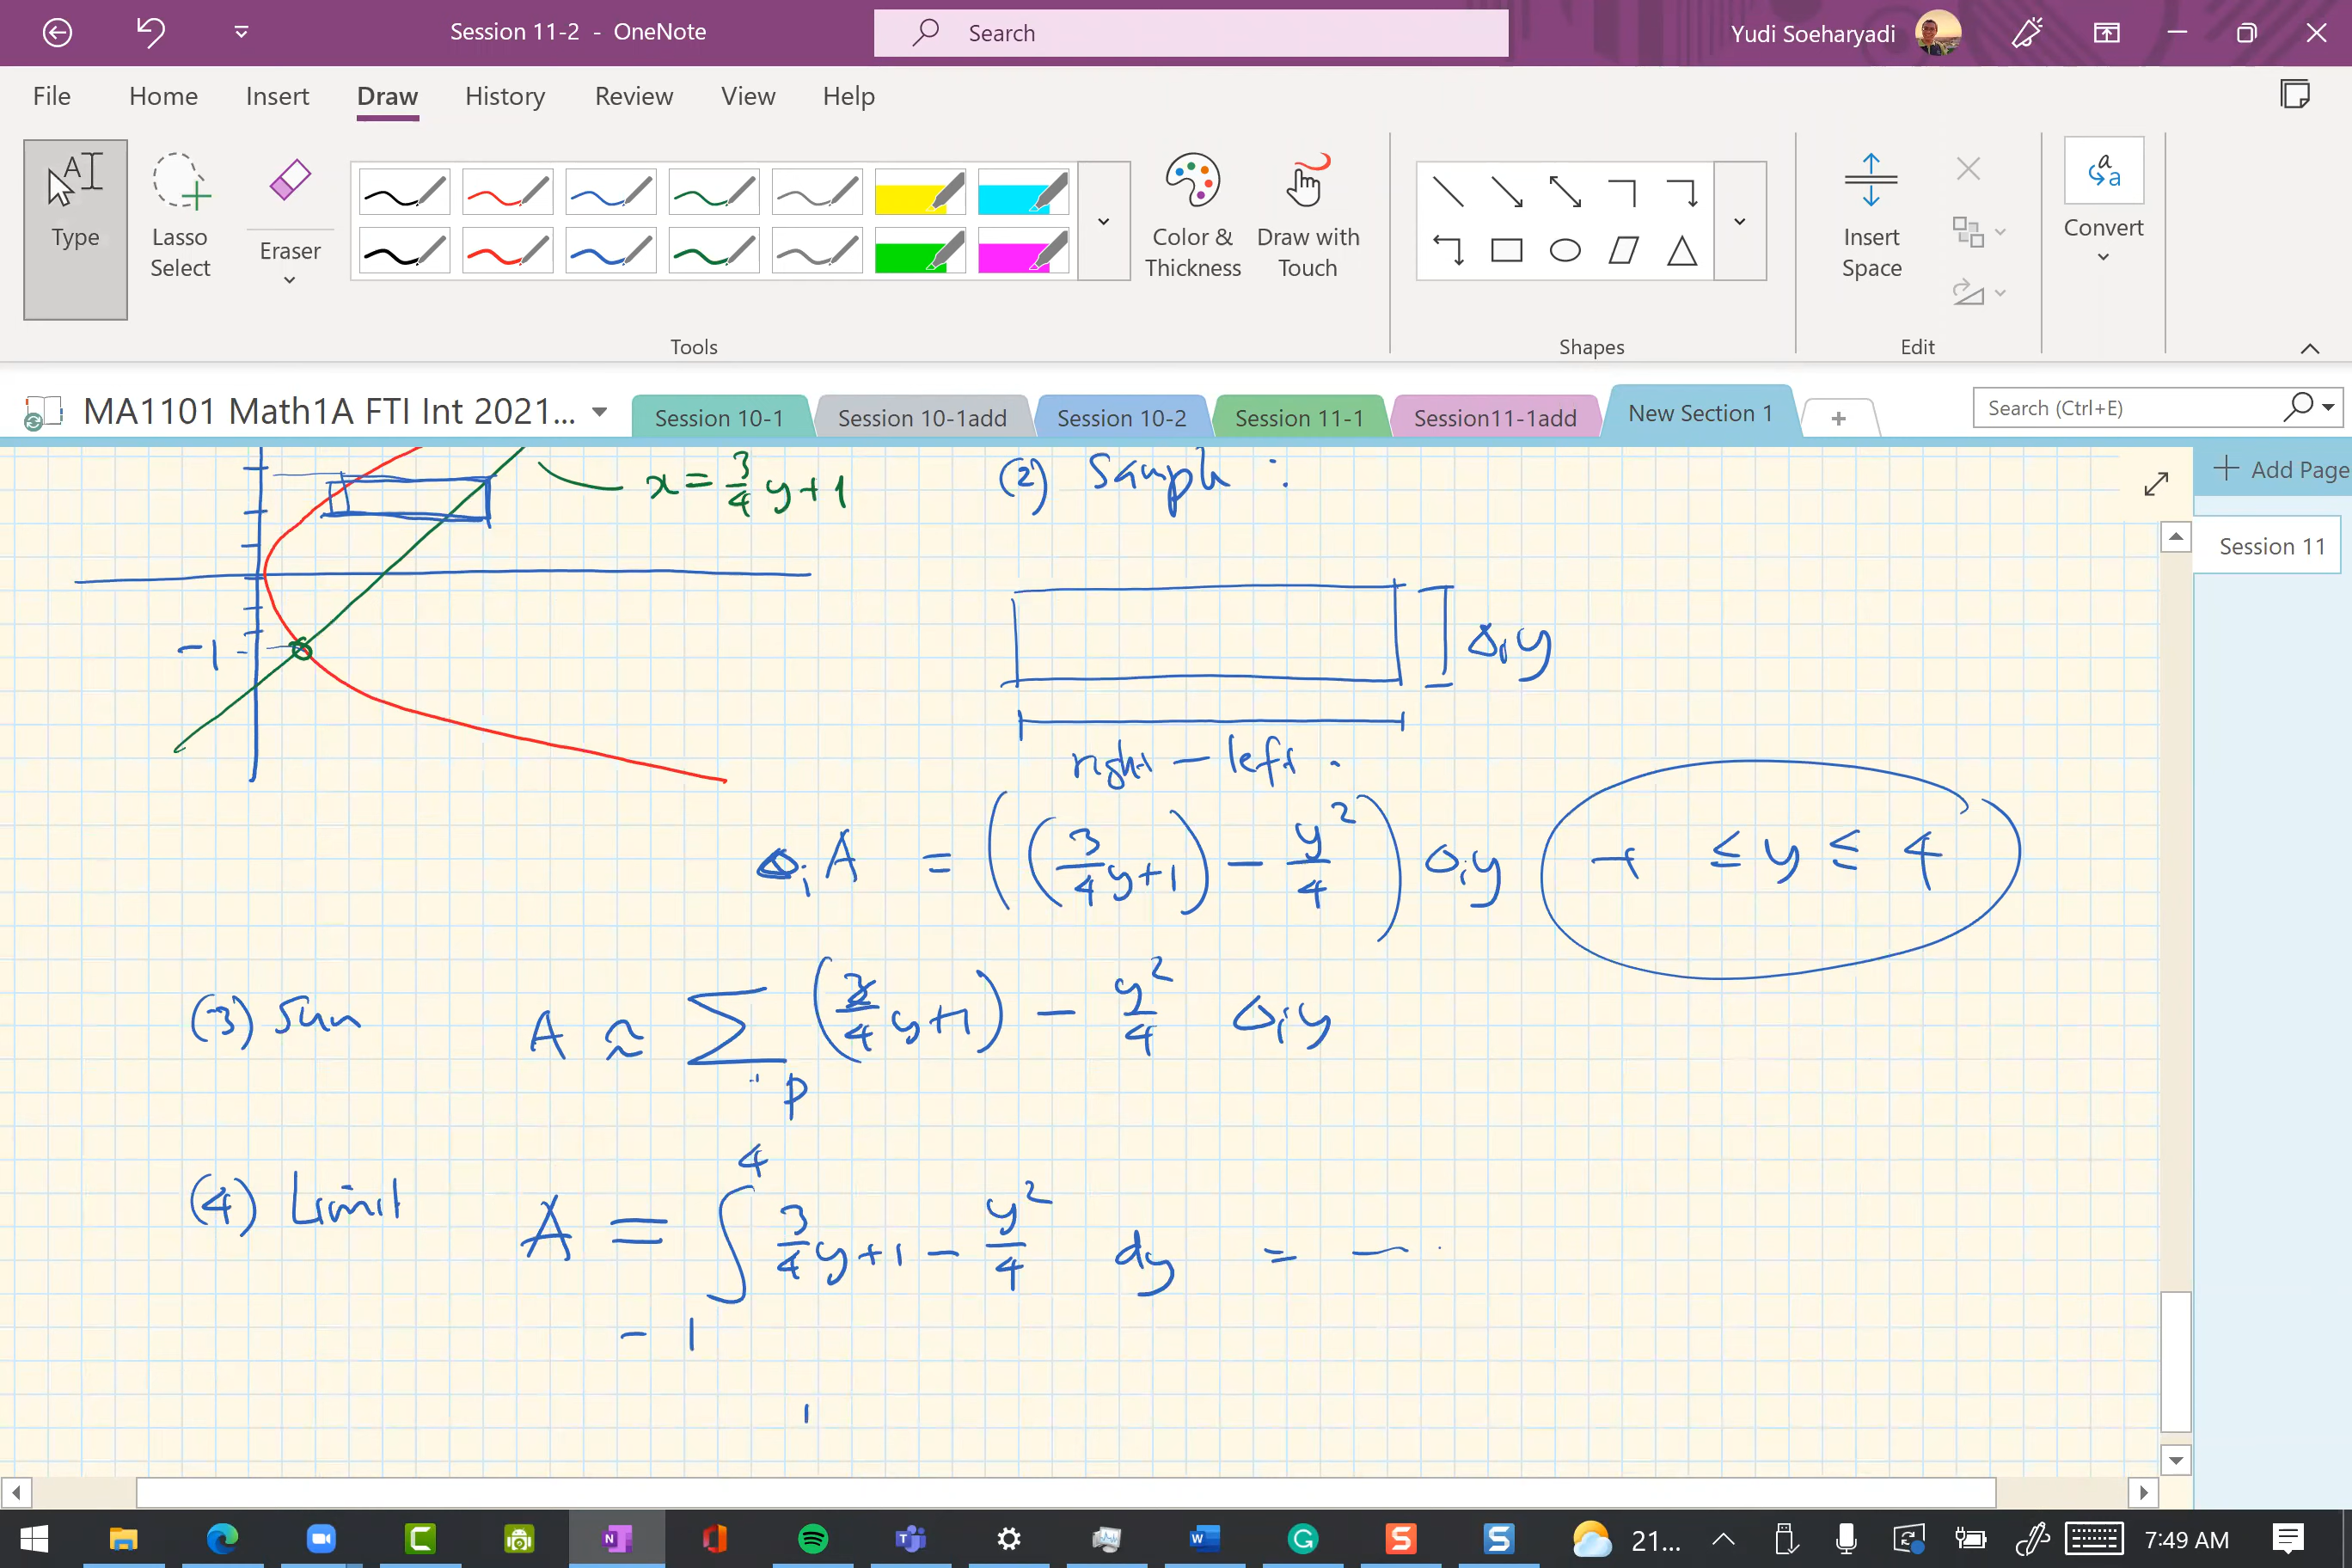 Session 11-2 - OneNote
Search
Yudi Soeharyadi
File Home Insert Draw History Review View Help
Type
Lasso Select
Eraser
Color & Thickness
Draw with Touch
Insert Space
Convert
Tools
Shapes
Edit
MA1101 Math1A FTI Int 2021...
Session 10-1
Session 10-1add
Session 10-2
Session 11-1
Session11-1add
New Section 1
Search (Ctrl+E)
Add Page
Session 11
x = 3/4 y + 1
(2) Sample :
-1
Δᵢy
right - left .
ΔᵢA = ((3/4 y + 1) - y²/4) Δᵢy
-1 ≤ y ≤ 4
(3) Sum A ≈ ∑ₚ (3/4 y + 1) - y²/4 Δᵢy
(4) Limit A = ∫₋₁⁴ 3/4 y + 1 - y²/4 dy = —
21...
7:49 AM